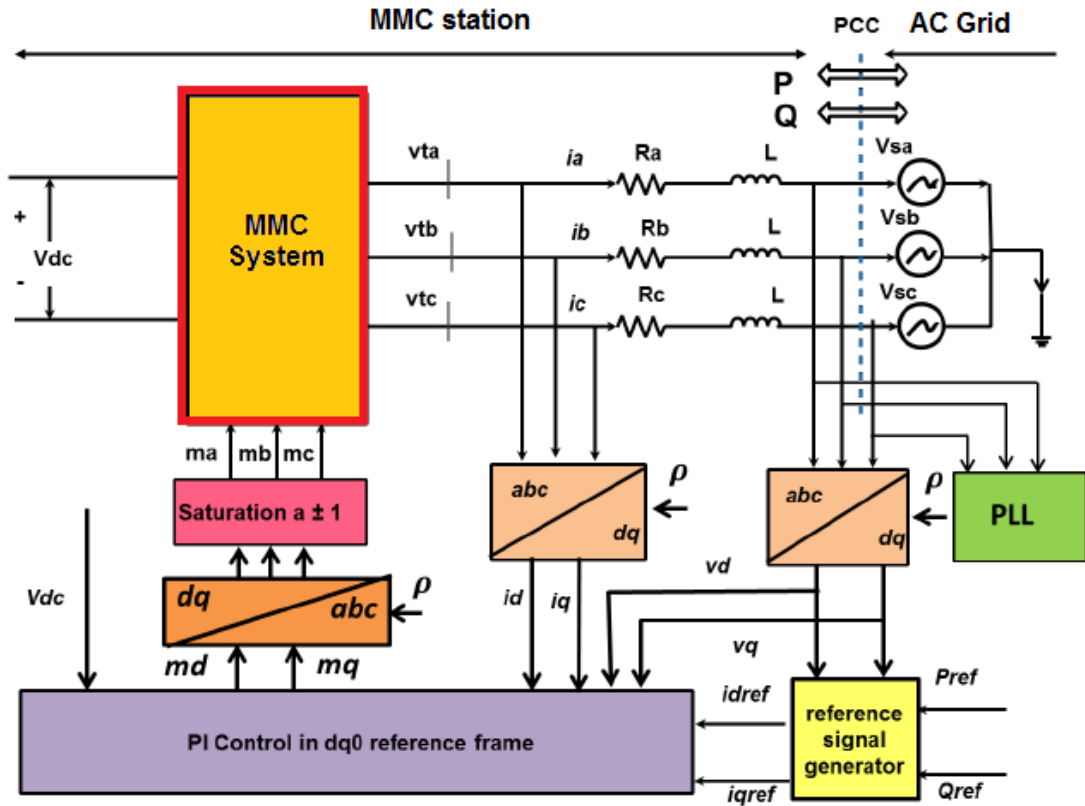 MMC station
PCC
AC Grid
P
Q
vta
ia
Ra
L
Vsa
+
Vdc
-
MMC
System
vtb
ib
Rb
L
Vsb
vtc
ic
Rc
L
Vsc
ma
mb
mc
Saturation a ± 1
abc
dq
ρ
abc
dq
ρ
PLL
Vdc
dq
abc
ρ
id
iq
vd
vq
md
mq
PI Control in dq0 reference frame
idref
iqref
reference
signal
generator
Pref
Qref